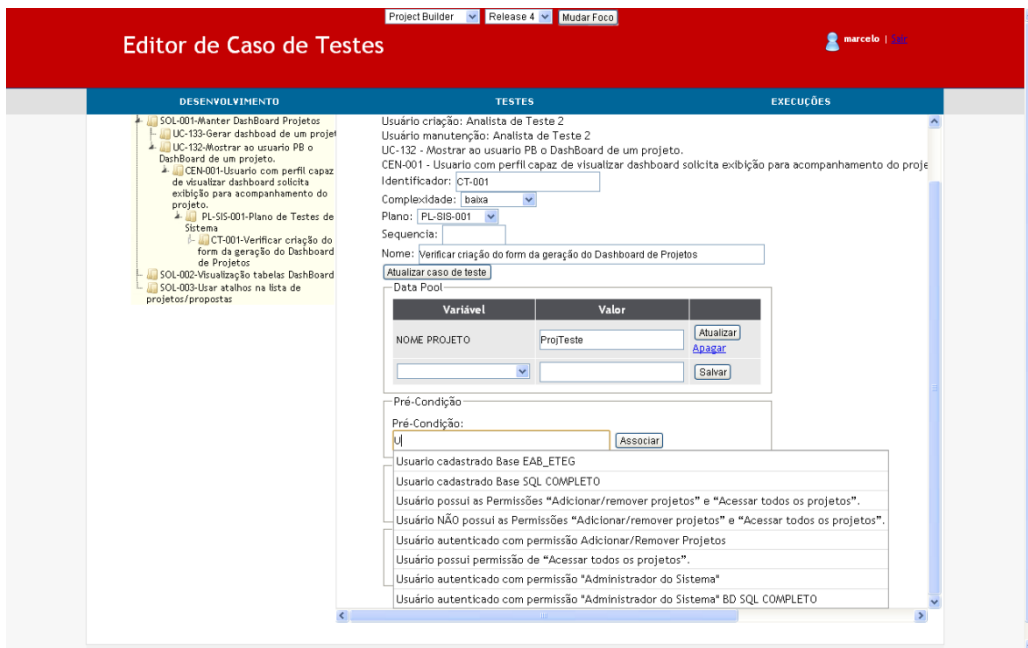 Project Builder Release 4 Mudar Foco
Editor de Caso de Testes
marcelo | Sair
DESENVOLVIMENTO TESTES EXECUÇÕES
SOL-001-Manter DashBoard Projetos
UC-133-Gerar dashboad de um projet
UC-132-Mostrar ao usuario PB o
DashBoard de um projeto.
CEN-001-Usuario com perfil capaz
de visualizar dashboard solicita
exibição para acompanhamento do
projeto.
PL-SIS-001-Plano de Testes de
Sistema
CT-001-Verificar criação do
form da geração do Dashboard
de Projetos
SOL-002-Visualização tabelas DashBoard
SOL-003-Usar atalhos na lista de
projetos/propostas
Usuário criação: Analista de Teste 2
Usuário manutenção: Analista de Teste 2
UC-132 - Mostrar ao usuario PB o DashBoard de um projeto.
CEN-001 - Usuario com perfil capaz de visualizar dashboard solicita exibição para acompanhamento do proje
Identificador: CT-001
Complexidade: baixa
Plano: PL-SIS-001
Sequencia:
Nome: Verificar criação do form da geração do Dashboard de Projetos
Atualizar caso de teste
Data Pool
Variável Valor
NOME PROJETO ProjTeste Atualizar
Apagar
Salvar
Pré-Condição
Pré-Condição:
U Associar
Usuario cadastrado Base EAB_ETEG
Usuario cadastrado Base SQL COMPLETO
Usuário possui as Permissões “Adicionar/remover projetos” e “Acessar todos os projetos”.
Usuário NÃO possui as Permissões “Adicionar/remover projetos” e “Acessar todos os projetos”.
Usuário autenticado com permissão Adicionar/Remover Projetos
Usuário possui permissão de “Acessar todos os projetos”.
Usuário autenticado com permissão "Administrador do Sistema"
Usuário autenticado com permissão "Administrador do Sistema" BD SQL COMPLETO